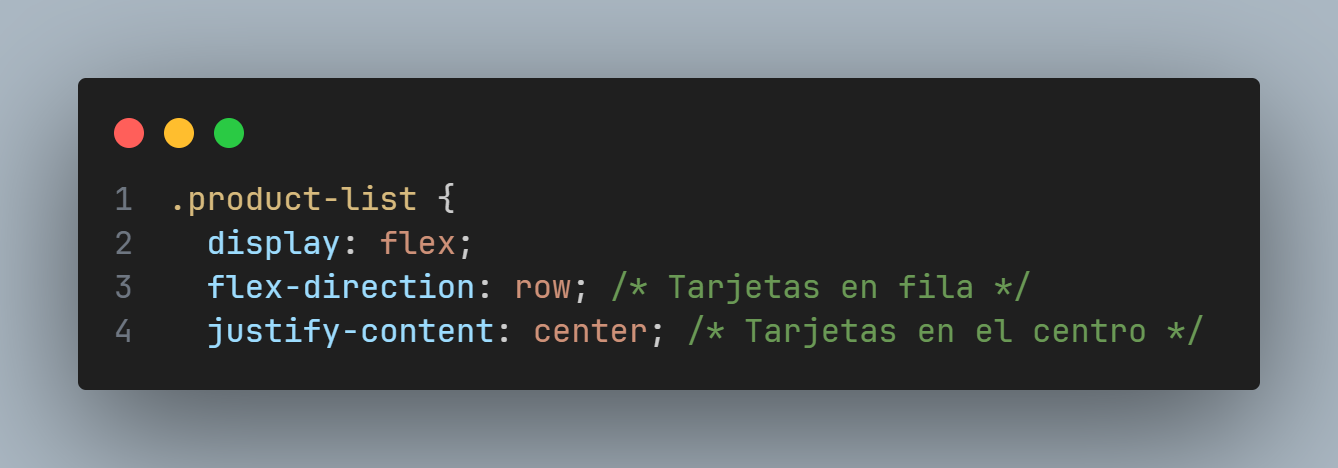 1 .product-list {
2 display: flex;
3 flex-direction: row; /* Tarjetas en fila */
4 justify-content: center; /* Tarjetas en el centro */